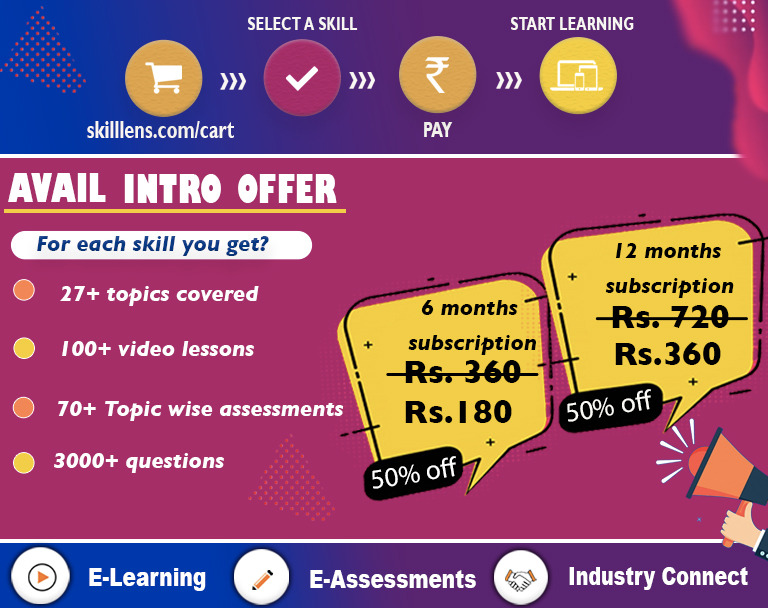 SELECT A SKILL
START LEARNING
₹
skilllens.com/cart
PAY
AVAIL INTRO OFFER
For each skill you get?
27+ topics covered
100+ video lessons
70+ Topic wise assessments
3000+ questions
6 months
subscription
Rs. 360
Rs.180
50% off
12 months
subscription
Rs. 720
Rs.360
50% off
E-Learning
E-Assessments
Industry Connect